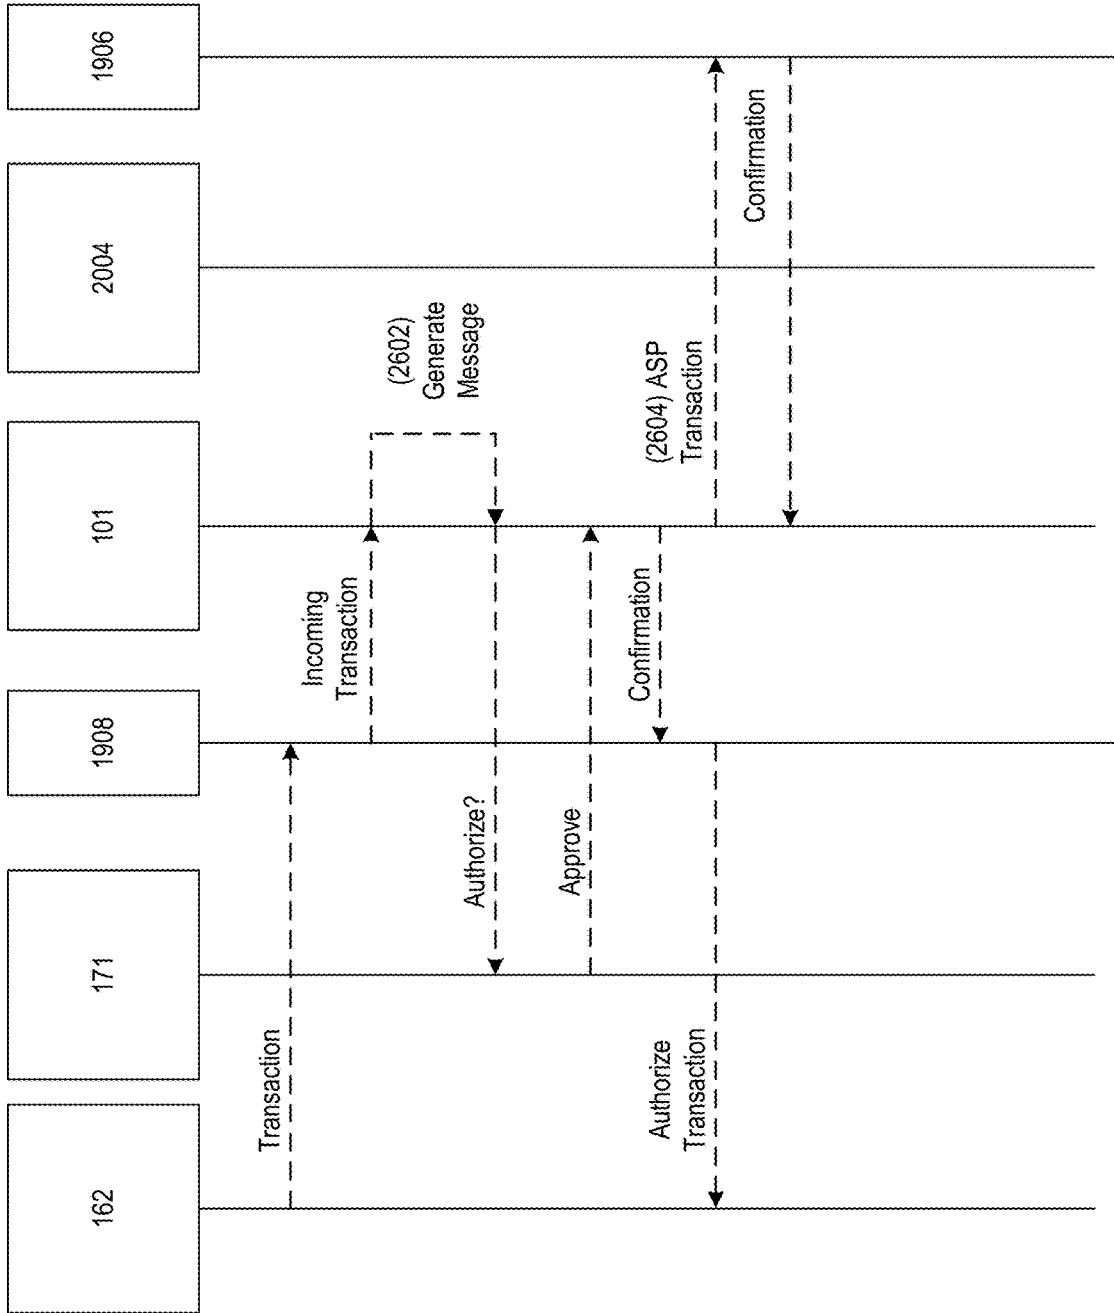 162
171
1908
101
2004
1906
Transaction
Incoming
Transaction
(2602)
Generate
Message
Authorize?
Approve
Confirmation
Authorize
Transaction
(2604) ASP
Transaction
Confirmation